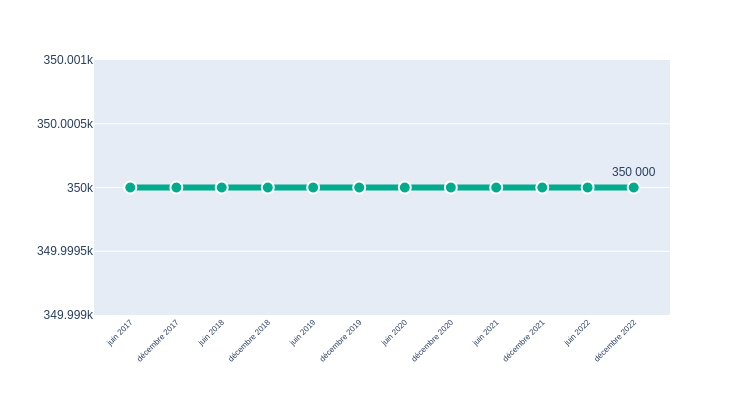 350.001k
350.0005k
350k
349.9995k
349.999k
350 000
juin 2017
décembre 2017
juin 2018
décembre 2018
juin 2019
décembre 2019
juin 2020
décembre 2020
juin 2021
décembre 2021
juin 2022
décembre 2022